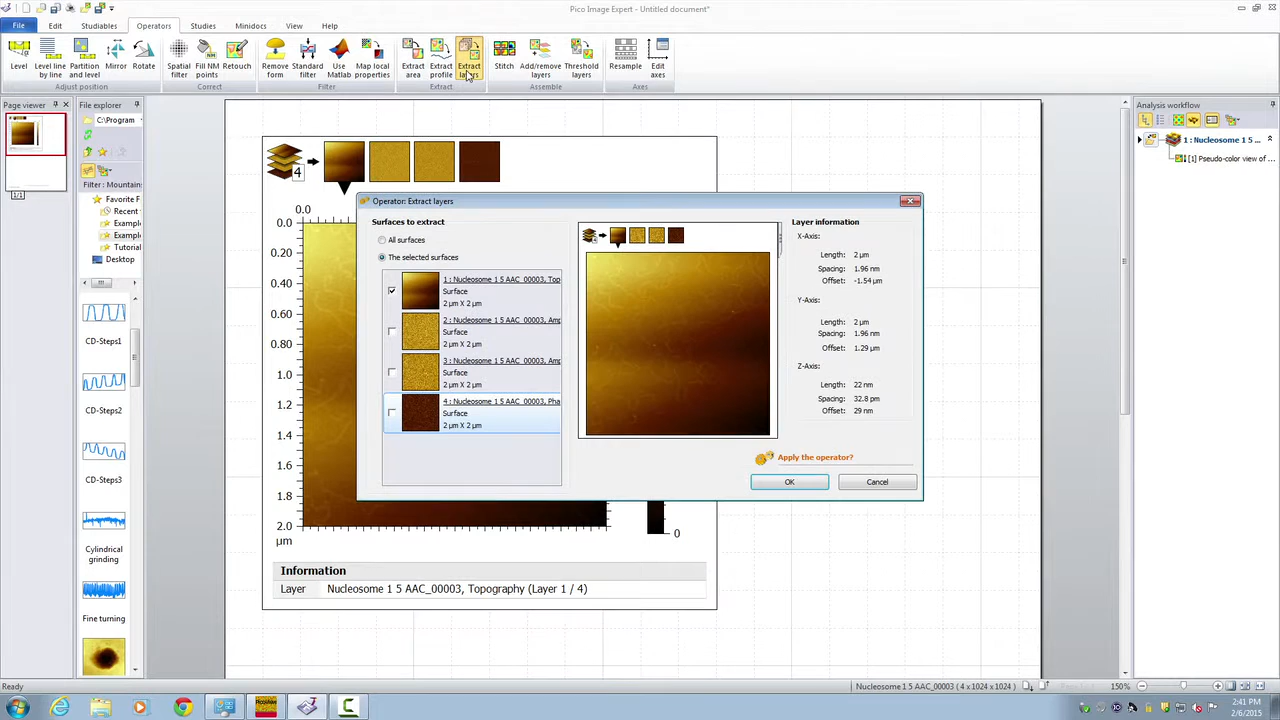 Pico Image Expert - Untitled document*
File Edit Studiables Operators Studies Minidocs View Help
Level
Level line by line
Partition and level
Mirror
Rotate
Spatial filter
Fill NM points
Retouch
Remove form
Standard filter
Use Matlab
Map local properties
Extract area
Extract profile
Extract layers
Stitch
Add/remove layers
Threshold layers
Resample
Edit axes
Adjust position
Correct
Filter
Extract
Assemble
Axes
Page viewer
1/1
File explorer
C:\Program
Filter : Mountains
Favorite F
Recent
Example
Example
Tutorial
Desktop
CD-Steps1
CD-Steps2
CD-Steps3
Cylindrical
grinding
Fine turning
4
0.0
0.0
0.20
0.40
0.60
0.80
1.0
1.2
1.4
1.6
1.8
2.0
µm
0
Information
Layer Nucleosome 1 5 AAC_00003, Topography (Layer 1 / 4)
Operator: Extract layers
Surfaces to extract
All surfaces
The selected surfaces
1 : Nucleosome 1 5 AAC_00003, Top
Surface
2 µm X 2 µm
2 : Nucleosome 1 5 AAC_00003, Amp
Surface
2 µm X 2 µm
3 : Nucleosome 1 5 AAC_00003, Amp
Surface
2 µm X 2 µm
4 : Nucleosome 1 5 AAC_00003, Pha
Surface
2 µm X 2 µm
Layer information
X-Axis:
Length: 2 µm
Spacing: 1.96 nm
Offset: -1.54 µm
Y-Axis:
Length: 2 µm
Spacing: 1.96 nm
Offset: 1.29 µm
Z-Axis:
Length: 22 nm
Spacing: 32.8 pm
Offset: 29 nm
Apply the operator?
OK
Cancel
Analysis workflow
1 : Nucleosome 1 5 ...
[1] Pseudo-color view of ...
Ready
Nucleosome 1 5 AAC_00003 ( 4 x 1024 x 1024 )
150%
2:41 PM
2/6/2015